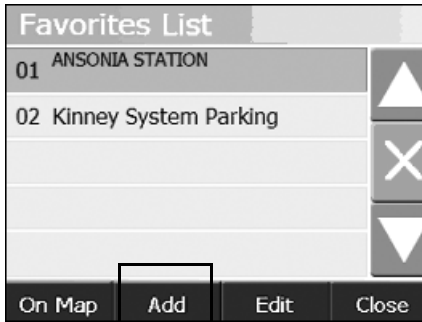 Favorites List
01 ANSONIA STATION
02 Kinney System Parking
On Map Add Edit Close